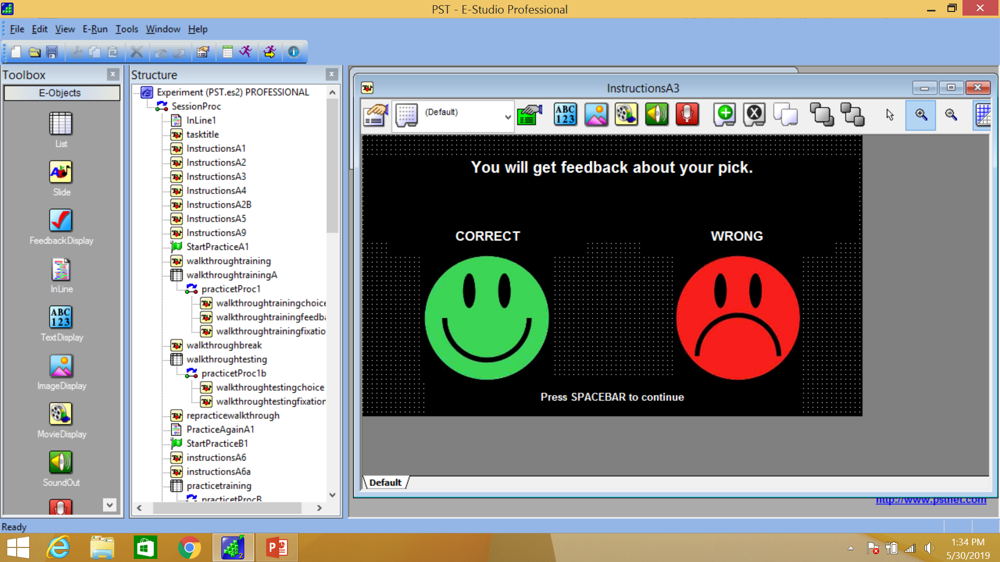 PST - E-Studio Professional
File Edit View E-Run Tools Window Help
Toolbox
E-Objects
List
Slide
FeedbackDisplay
InLine
ABC
123
TextDisplay
ImageDisplay
MovieDisplay
SoundOut
Structure
Experiment (PST.es2) PROFESSIONAL
SessionProc
InLine1
tasktitle
InstructionsA1
InstructionsA2
InstructionsA3
InstructionsA4
InstructionsA2B
InstructionsA5
InstructionsA9
StartPracticeA1
walkthroughtraining
walkthroughtrainingA
practicetProc1
walkthroughtrainingchoice
walkthroughtrainingfeedba
walkthroughtrainingfixatio
walkthroughbreak
walkthroughtesting
practicetProc1b
walkthroughtestingchoice
walkthroughtestingfixation
repracticewalkthrough
PracticeAgainA1
StartPracticeB1
instructionsA6
instructionsA6a
practicetraining
practicetProcB
InstructionsA3
(Default)
ABC
123
You will get feedback about your pick.
CORRECT WRONG
Press SPACEBAR to continue
Default
http://www.pstnet.com
Ready
1:34 PM
5/30/2019